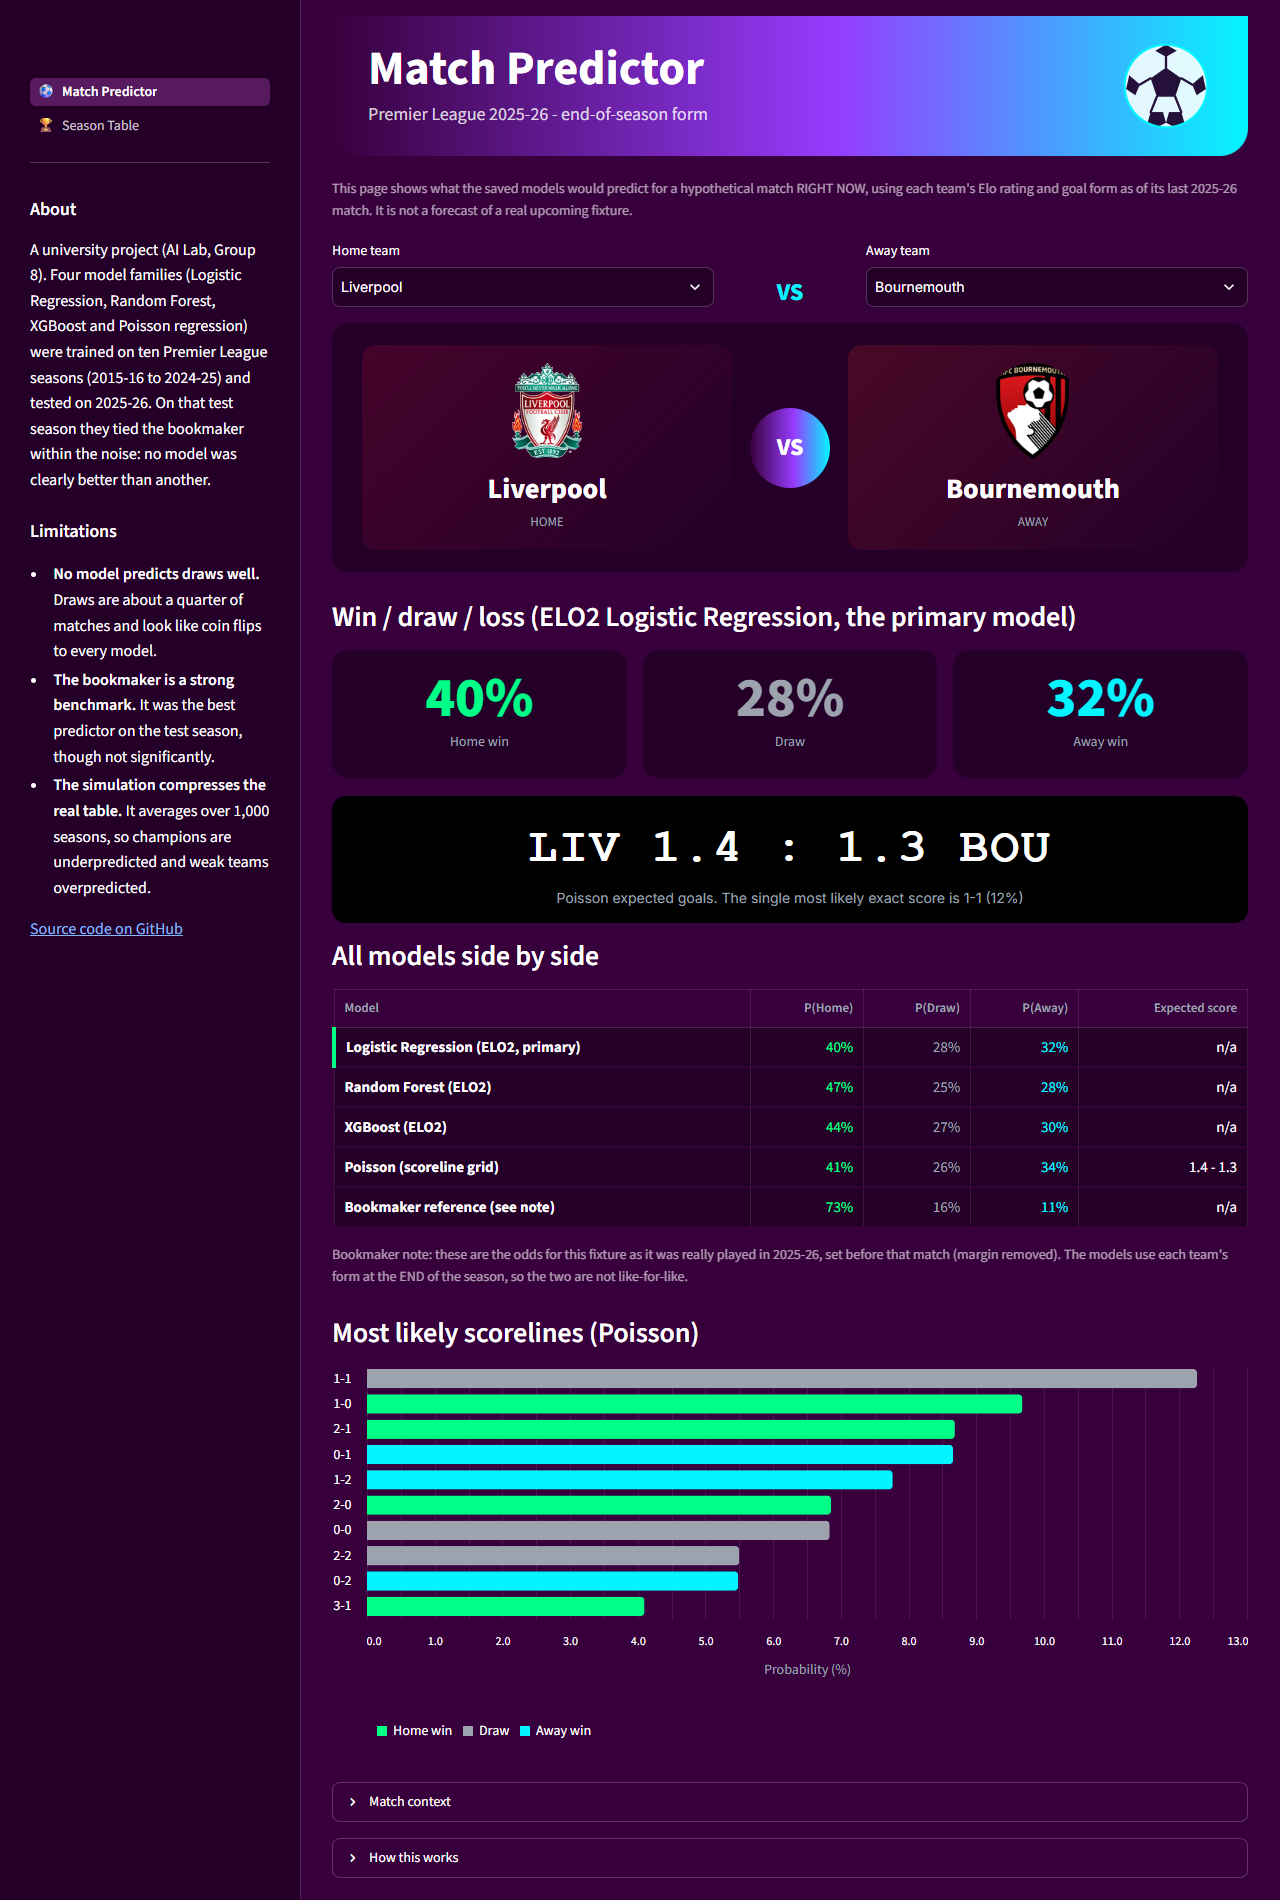 Match Predictor
Season Table
About
A university project (AI Lab, Group
8). Four model families (Logistic
Regression, Random Forest,
XGBoost and Poisson regression)
were trained on ten Premier League
seasons (2015-16 to 2024-25) and
tested on 2025-26. On that test
season they tied the bookmaker
within the noise: no model was
clearly better than another.
Limitations
• No model predicts draws well.
Draws are about a quarter of
matches and look like coin flips
to every model.
• The bookmaker is a strong
benchmark. It was the best
predictor on the test season,
though not significantly.
• The simulation compresses the
real table. It averages over 1,000
seasons, so champions are
underpredicted and weak teams
overpredicted.
Source code on GitHub
Match Predictor
Premier League 2025-26 - end-of-season form
This page shows what the saved models would predict for a hypothetical match RIGHT NOW, using each team's Elo rating and goal form as of its last 2025-26
match. It is not a forecast of a real upcoming fixture.
Home team
Liverpool
VS
Away team
Bournemouth
YOU'LL NEVER WALK ALONE
LIVERPOOL
FOOTBALL CLUB
EST·1892
Liverpool
HOME
VS
AFC BOURNEMOUTH
Bournemouth
AWAY
Win / draw / loss (ELO2 Logistic Regression, the primary model)
40%
Home win
28%
Draw
32%
Away win
LIV 1.4 : 1.3 BOU
Poisson expected goals. The single most likely exact score is 1-1 (12%)
All models side by side
Model P(Home) P(Draw) P(Away) Expected score
Logistic Regression (ELO2, primary) 40% 28% 32% n/a
Random Forest (ELO2) 47% 25% 28% n/a
XGBoost (ELO2) 44% 27% 30% n/a
Poisson (scoreline grid) 41% 26% 34% 1.4 - 1.3
Bookmaker reference (see note) 73% 16% 11% n/a
Bookmaker note: these are the odds for this fixture as it was really played in 2025-26, set before that match (margin removed). The models use each team's
form at the END of the season, so the two are not like-for-like.
Most likely scorelines (Poisson)
1-1
1-0
2-1
0-1
1-2
2-0
0-0
2-2
0-2
3-1
0.0 1.0 2.0 3.0 4.0 5.0 6.0 7.0 8.0 9.0 10.0 11.0 12.0 13.0
Probability (%)
Home win Draw Away win
Match context
How this works